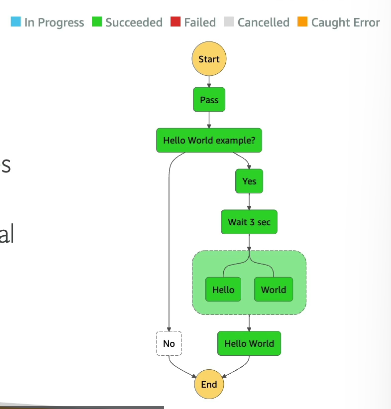 In Progress Succeeded Failed Cancelled Caught Error
Start
Pass
Hello World example?
Yes
Wait 3 sec
Hello World
No Hello World
End